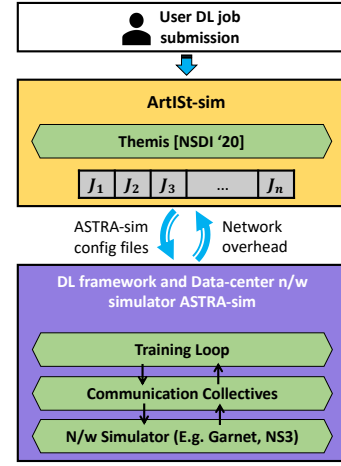 User DL job
submission
ArtISt-sim
Themis [NSDI ‘20]
J1 J2 J3 ... Jn
ASTRA-sim
config files
Network
overhead
DL framework and Data-center n/w
simulator ASTRA-sim
Training Loop
Communication Collectives
N/w Simulator (E.g. Garnet, NS3)